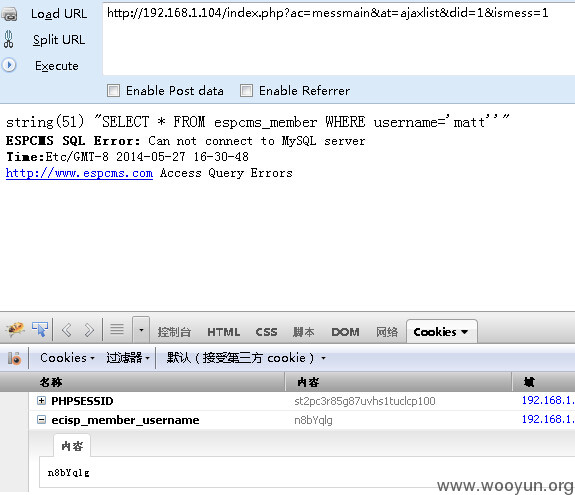 Load URL
http://192.168.1.104/index.php?ac=messmain&at=ajaxlist&did=1&ismess=1
Split URL
Execute
Enable Post data Enable Referrer
string(51) "SELECT * FROM espcms_member WHERE username='matt''"
ESPCMS SQL Error: Can not connect to MySQL server
Time:Etc/GMT-8 2014-05-27 16-30-48
http://www.espcms.com Access Query Errors
控制台 HTML CSS 脚本 DOM 网络 Cookies
Cookies 过滤器 默认（接受第三方 cookie）
名称 内容 域
PHPSESSID st2pc3r85g87uvhs1tuclcp100 192.168.1.
ecisp_member_username n8bYqlg 192.168.1.
内容
n8bYqlg
www.wooyun.org